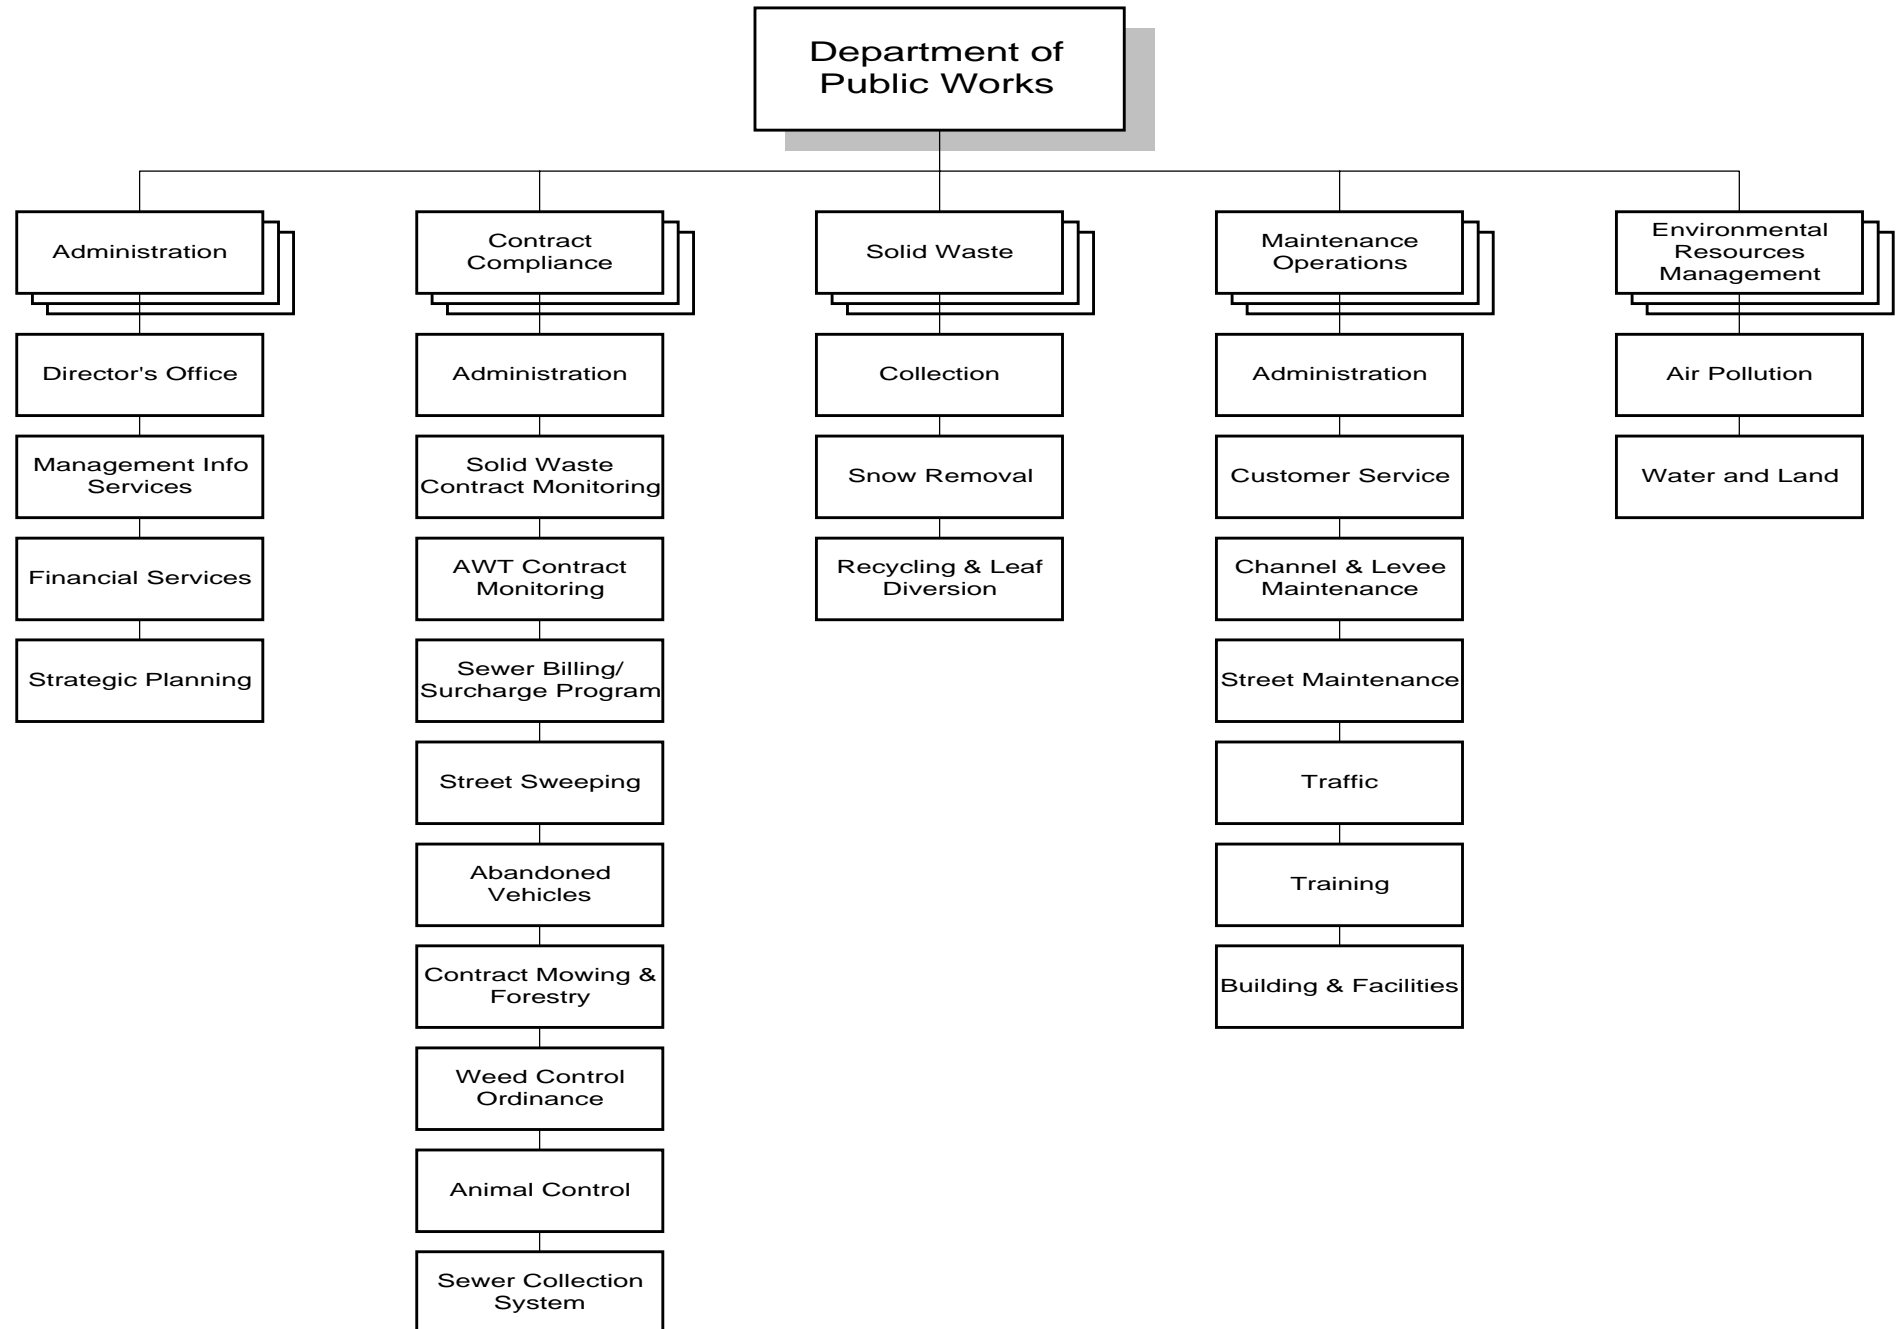 Department of
Public Works
Administration
Director's Office
Management Info
Services
Financial Services
Strategic Planning
Contract
Compliance
Administration
Solid Waste
Contract Monitoring
AWT Contract
Monitoring
Sewer Billing/
Surcharge Program
Street Sweeping
Abandoned
Vehicles
Contract Mowing &
Forestry
Weed Control
Ordinance
Animal Control
Sewer Collection
System
Solid Waste
Collection
Snow Removal
Recycling & Leaf
Diversion
Maintenance
Operations
Administration
Customer Service
Channel & Levee
Maintenance
Street Maintenance
Traffic
Training
Building & Facilities
Environmental
Resources
Management
Air Pollution
Water and Land